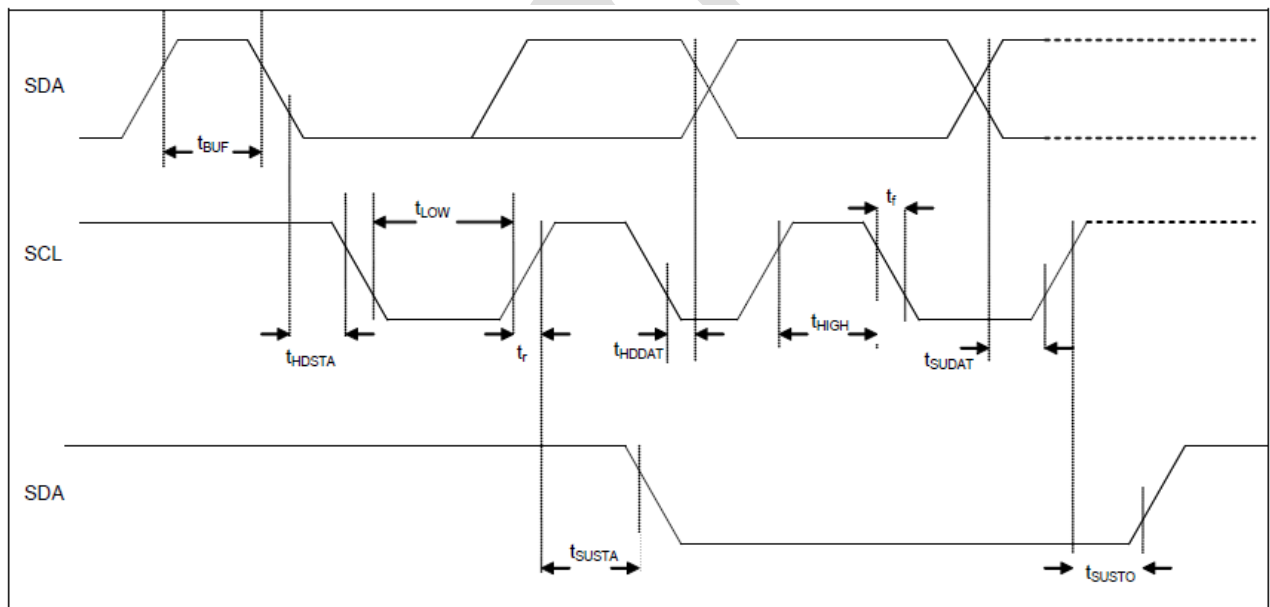 SDA
tBUF
tLOW
tf
SCL
tHDSTA
tr
tHDDAT
tHIGH
tSUDAT
SDA
tSUSTA
tSUSTO